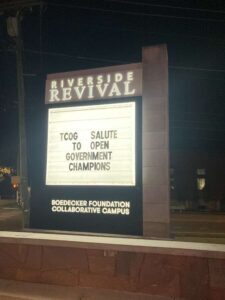 RIVERSIDE
REVIVAL
TCOG SALUTE
TO OPEN
GOVERNMENT
CHAMPIONS
BOEDECKER FOUNDATION
COLLABORATIVE CAMPUS